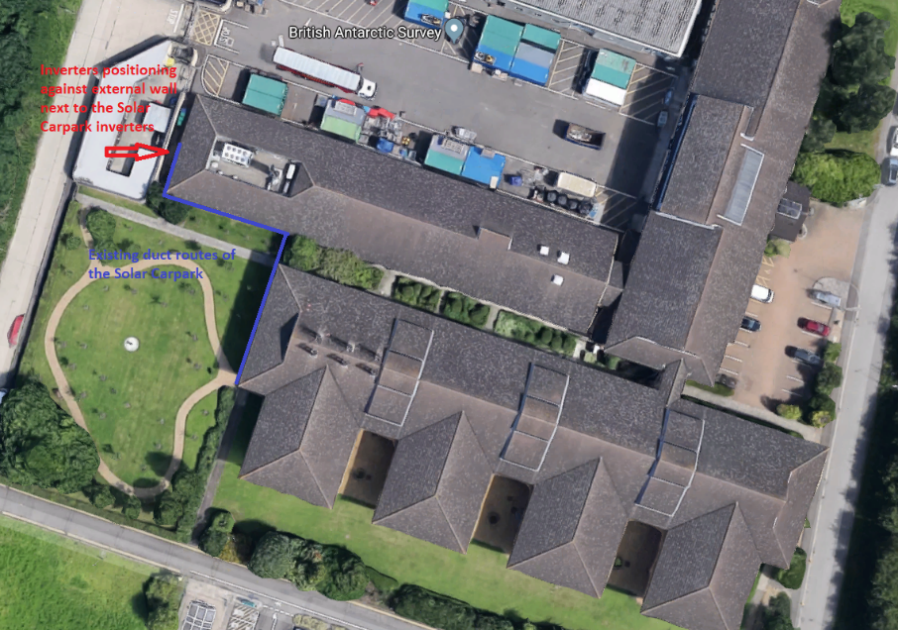 British Antarctic Survey
Inverters positioning
against external wall
next to the Solar
Carpark inverters
Existing duct routes of
the Solar Carpark